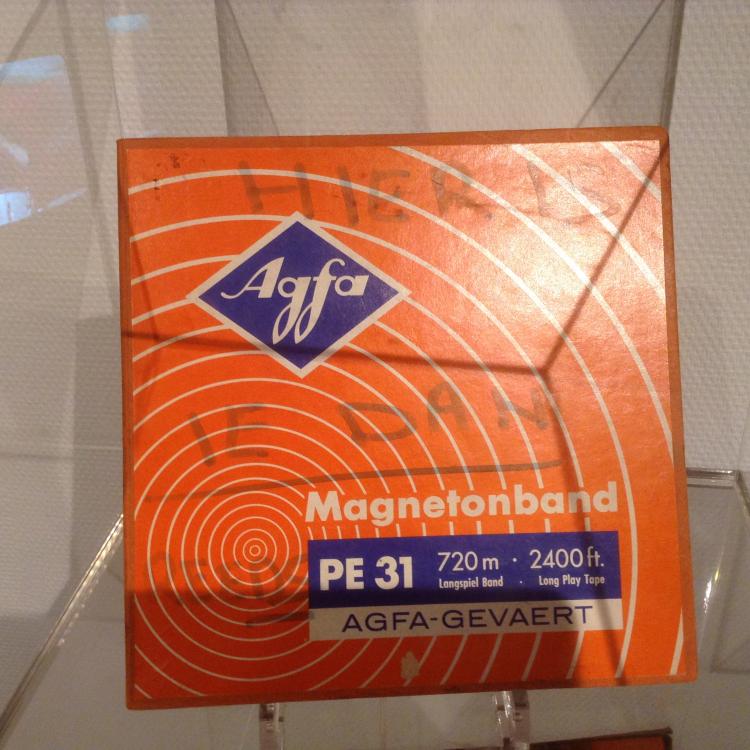 HIER IS
Agfa
IE DAN
Magnetonband
PE 31
720 m · 2400 ft.
Langspiel Band · Long Play Tape
AGFA-GEVAERT